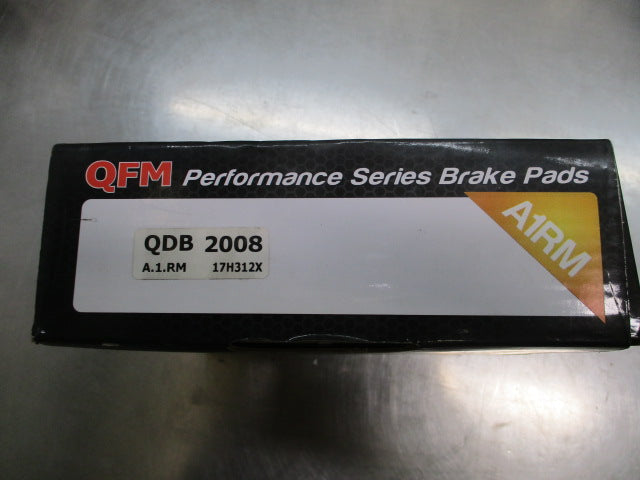 QFM Performance Series Brake Pads
A1RM
QDB 2008
A.1.RM 17H312X